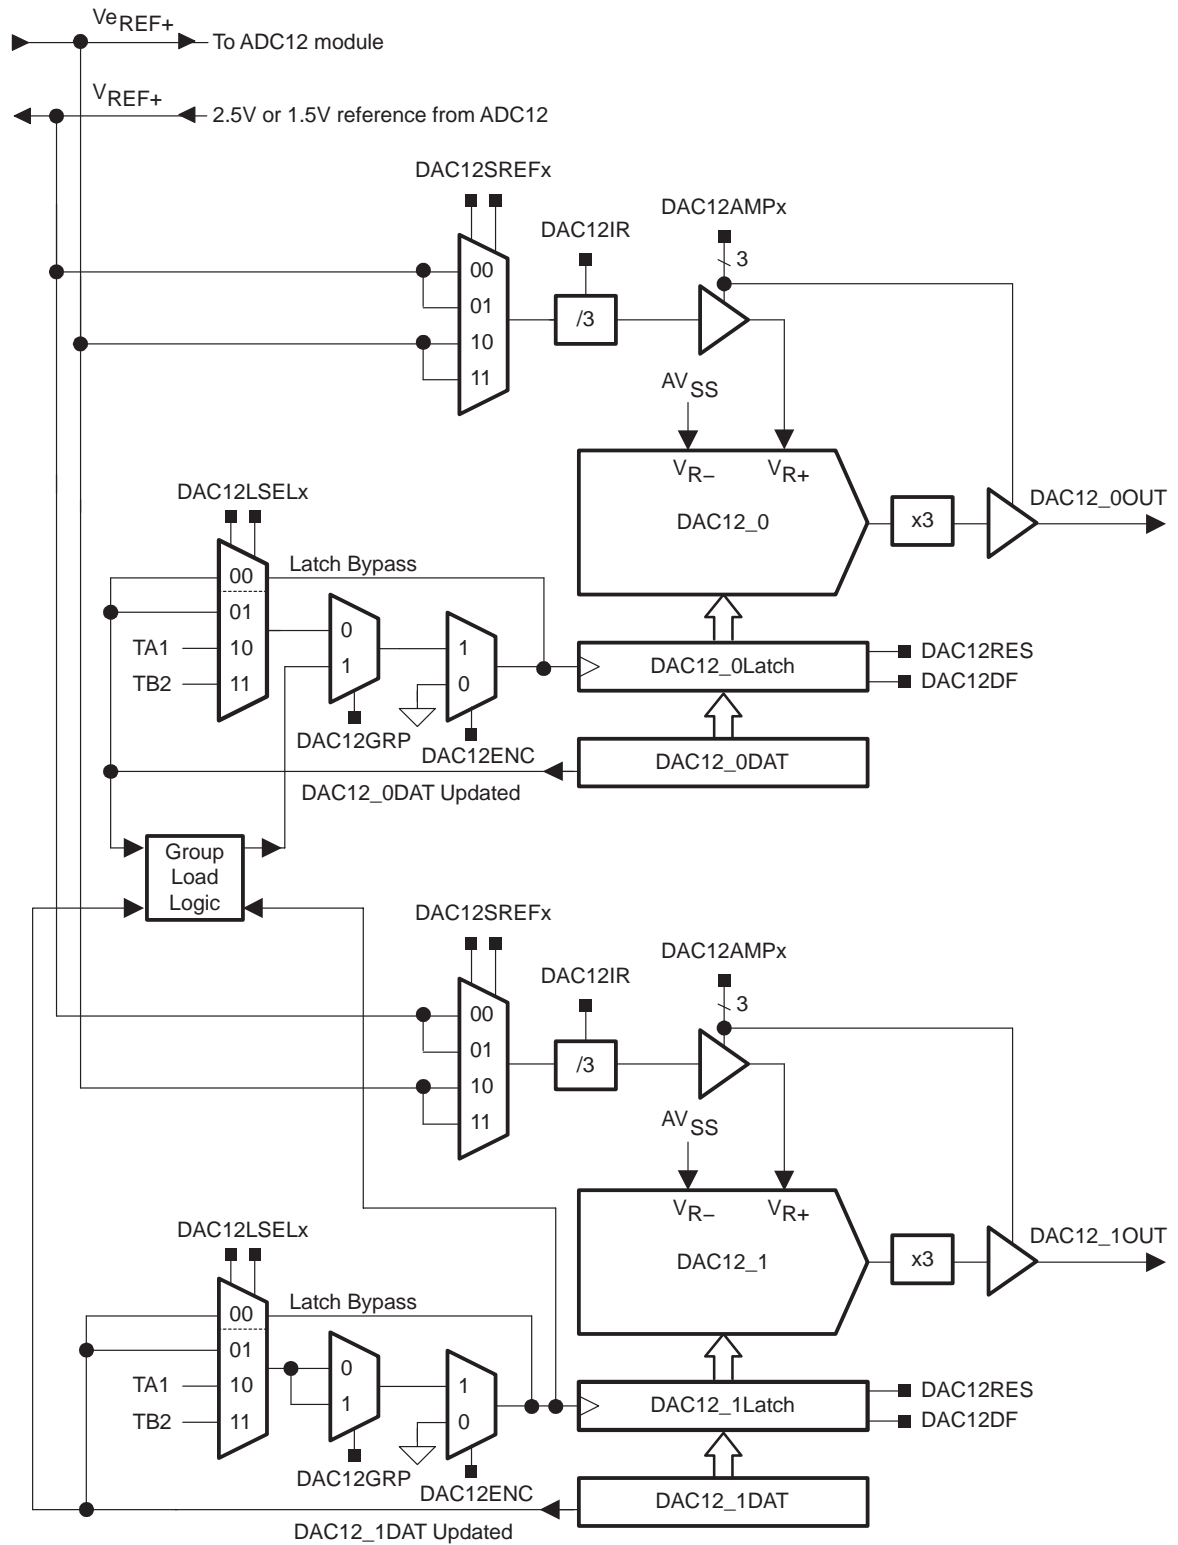 VeREF+
To ADC12 module
VREF+
2.5V or 1.5V reference from ADC12
DAC12SREFx
DAC12AMPx
DAC12IR
3
00
01
10
11
/3
AVSS
VR−
VR+
DAC12_0
x3
DAC12_0OUT
DAC12LSELx
Latch Bypass
00
01
TA1
10
TB2
11
0
1
1
0
DAC12GRP
DAC12ENC
DAC12_0Latch
DAC12RES
DAC12DF
DAC12_0DAT
DAC12_0DAT Updated
Group
Load
Logic
DAC12SREFx
DAC12AMPx
DAC12IR
3
00
01
10
11
/3
AVSS
VR−
VR+
DAC12_1
x3
DAC12_1OUT
DAC12LSELx
Latch Bypass
00
01
TA1
10
TB2
11
0
1
1
0
DAC12GRP
DAC12ENC
DAC12_1Latch
DAC12RES
DAC12DF
DAC12_1DAT
DAC12_1DAT Updated